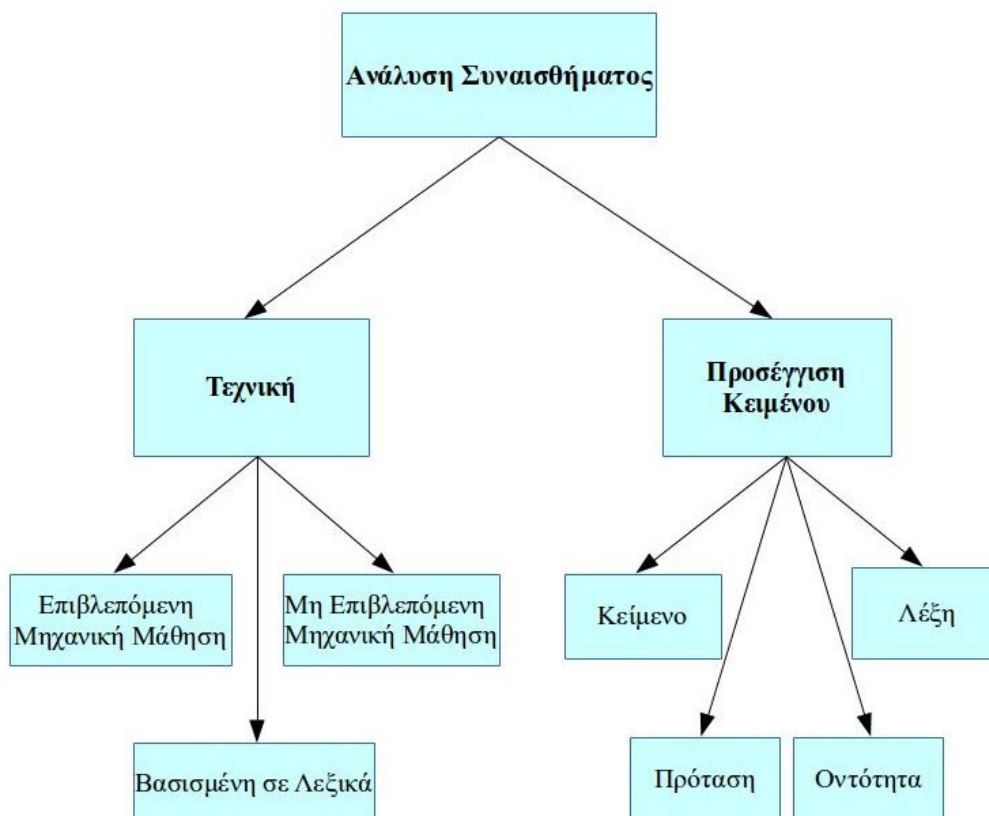 Ανάλυση Συναισθήματος
Τεχνική
Προσέγγιση
Κειμένου
Επιβλεπόμενη
Μηχανική Μάθηση
Μη Επιβλεπόμενη
Μηχανική Μάθηση
Βασισμένη σε Λεξικά
Κείμενο
Λέξη
Πρόταση
Οντότητα